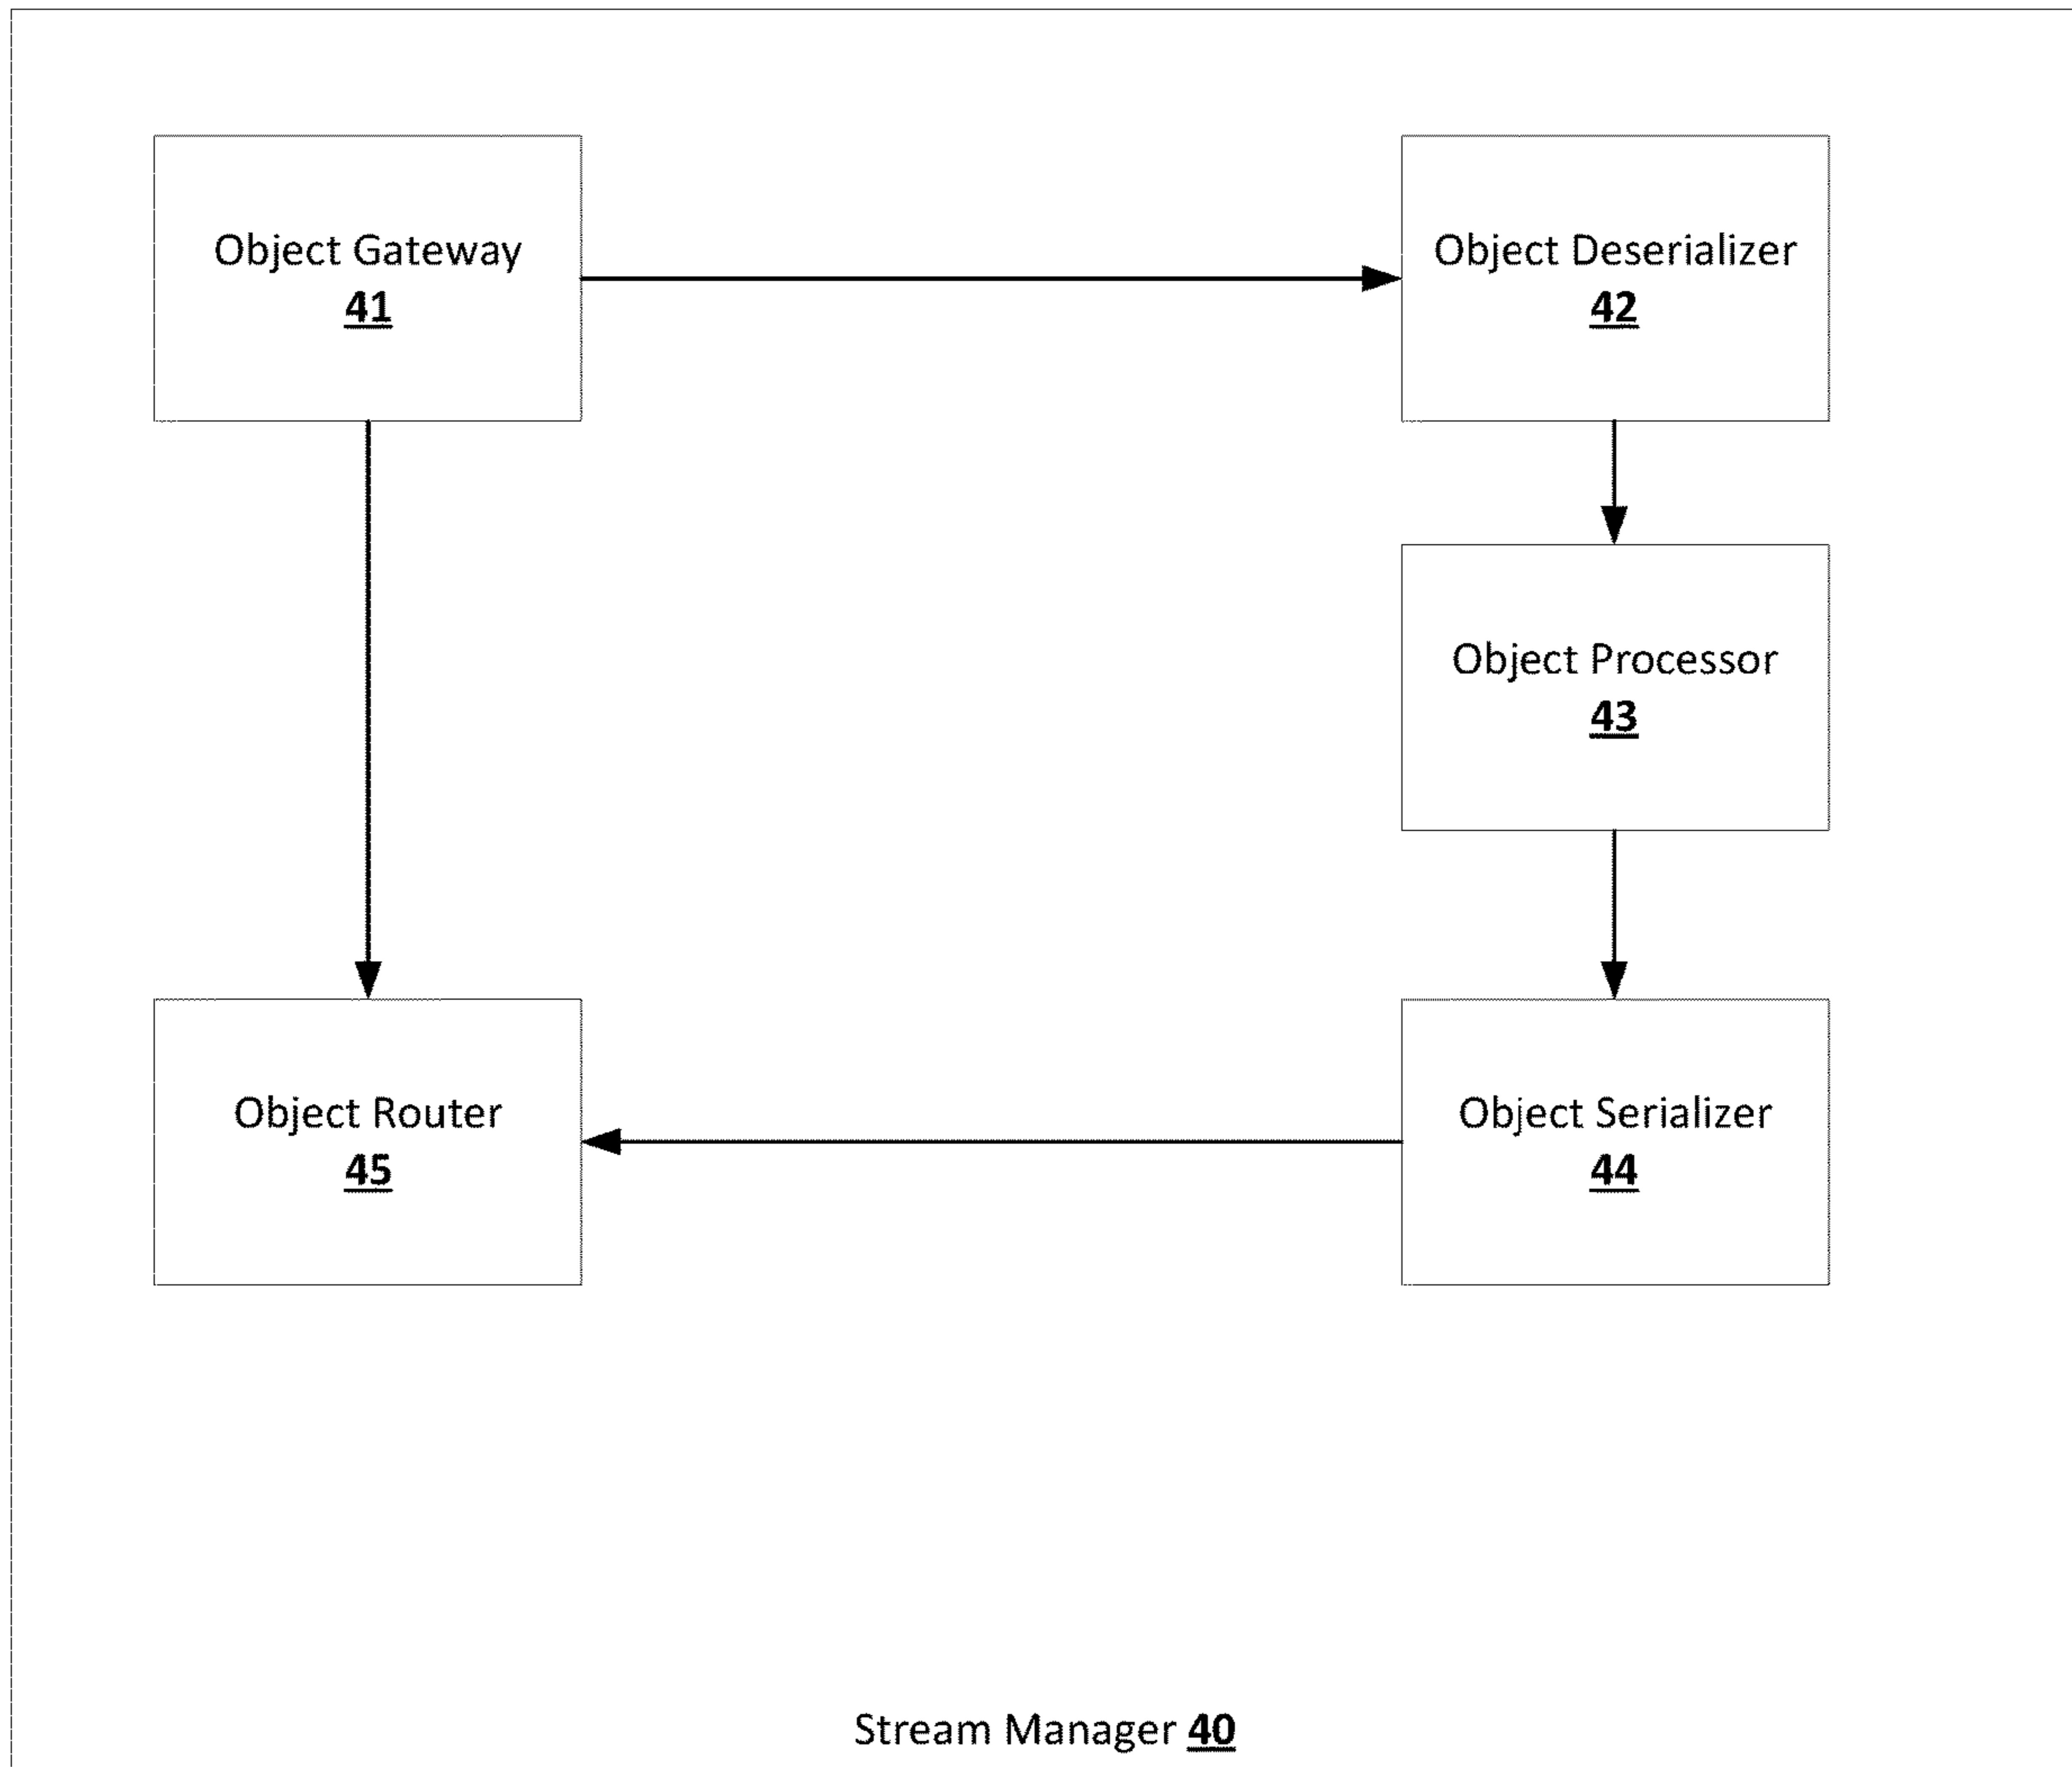 Object Gateway
41
Object Deserializer
42
Object Processor
43
Object Router
45
Object Serializer
44
Stream Manager 40